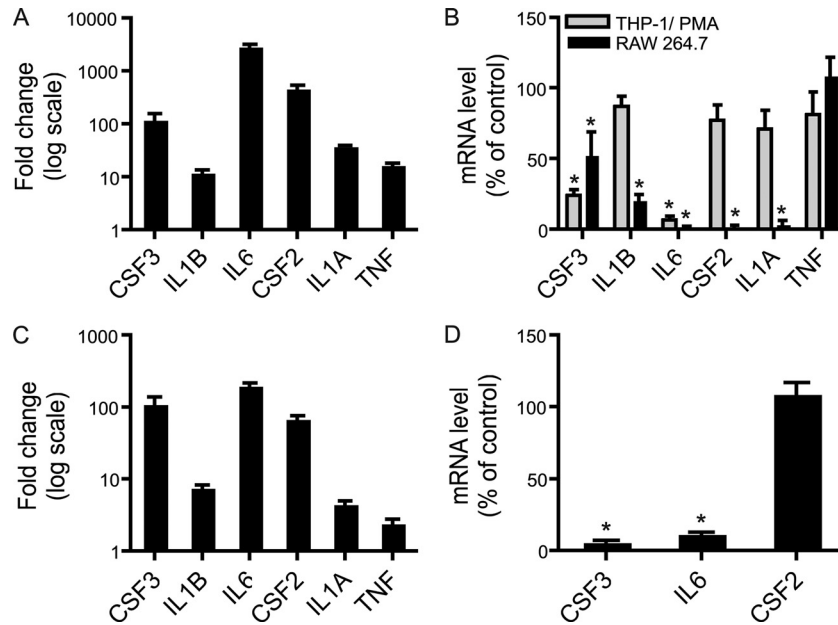 A
Fold change
(log scale)
10000
1000
100
10
1
CSF3
IL1B
IL6
CSF2
IL1A
TNF
B
THP-1/ PMA
RAW 264.7
mRNA level
(% of control)
150
100
50
0
* * * * * * *
CSF3
IL1B
IL6
CSF2
IL1A
TNF
C
Fold change
(log scale)
1000
100
10
1
CSF3
IL1B
IL6
CSF2
IL1A
TNF
D
mRNA level
(% of control)
150
100
50
0
* *
CSF3
IL6
CSF2